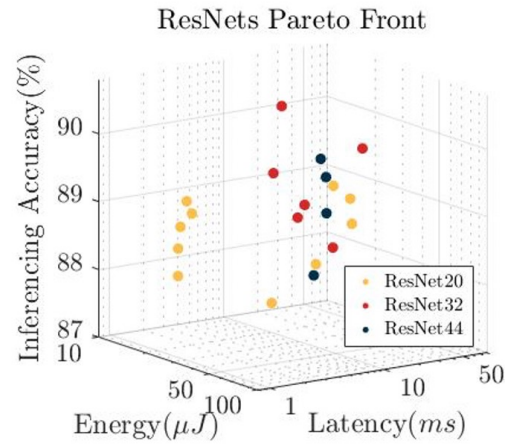 ResNets Pareto Front
Inferencing Accuracy(%)
90
89
88
87
10
50
100
Energy(μJ)
1
10
50
Latency(ms)
ResNet20
ResNet32
ResNet44